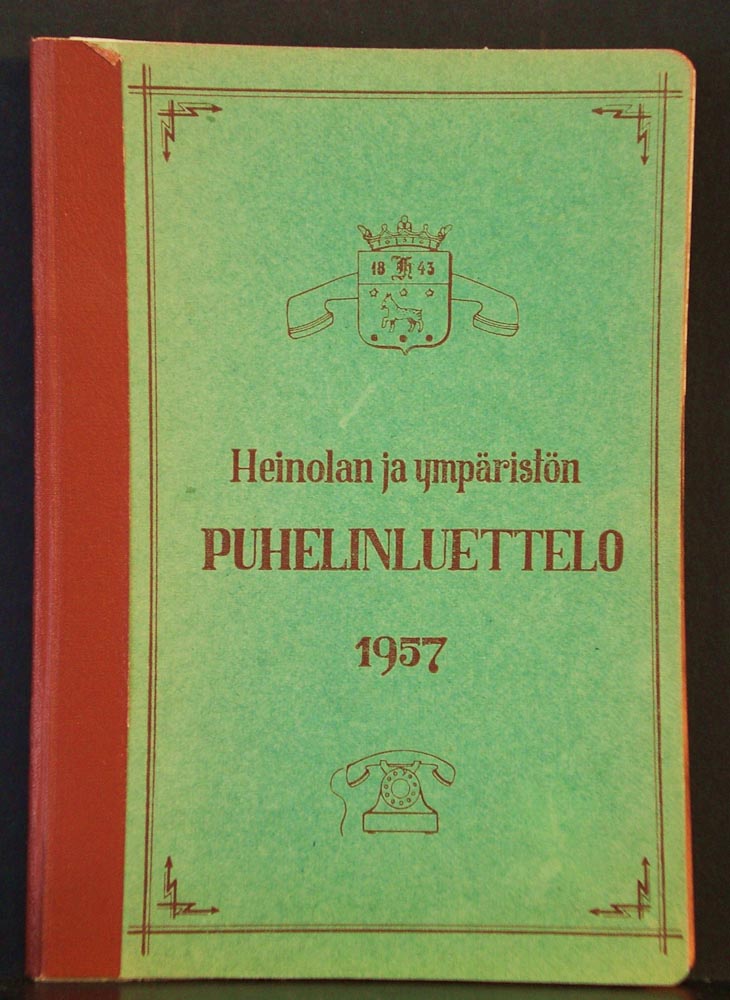 18 H 43
Heinolan ja ympäristön
PUHELINLUETTELO
1957